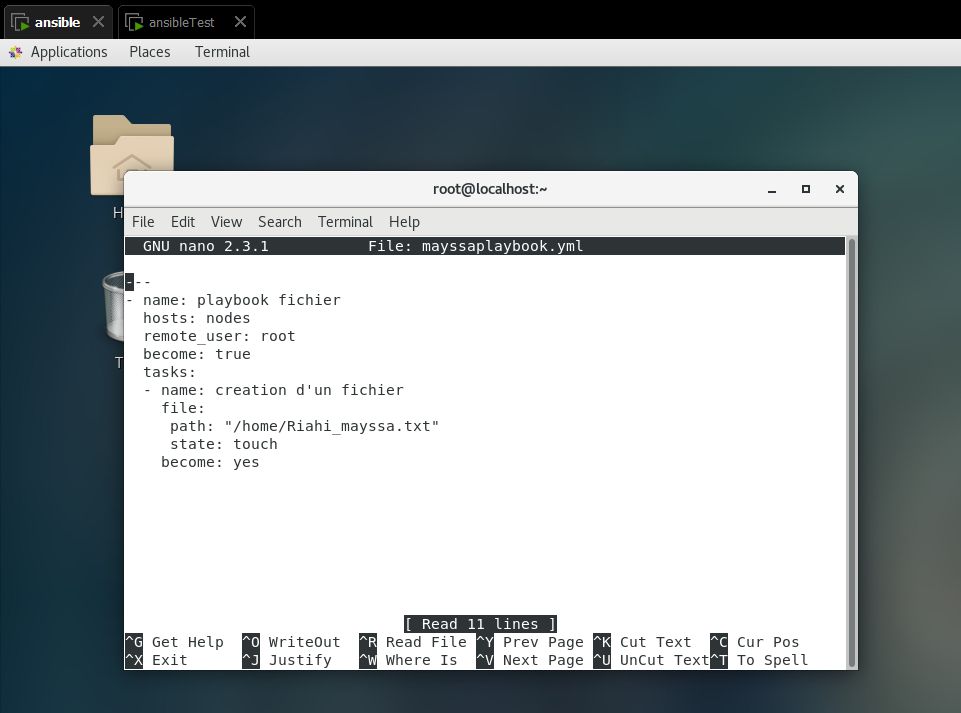 ansible
ansibleTest
Applications Places Terminal
H
T
root@localhost:~
File Edit View Search Terminal Help
GNU nano 2.3.1 File: mayssaplaybook.yml
---
- name: playbook fichier
  hosts: nodes
  remote_user: root
  become: true
  tasks:
  - name: creation d'un fichier
    file:
     path: "/home/Riahi_mayssa.txt"
     state: touch
    become: yes
[ Read 11 lines ]
^G Get Help ^O WriteOut ^R Read File ^Y Prev Page ^K Cut Text ^C Cur Pos
^X Exit ^J Justify ^W Where Is ^V Next Page ^U UnCut Text ^T To Spell